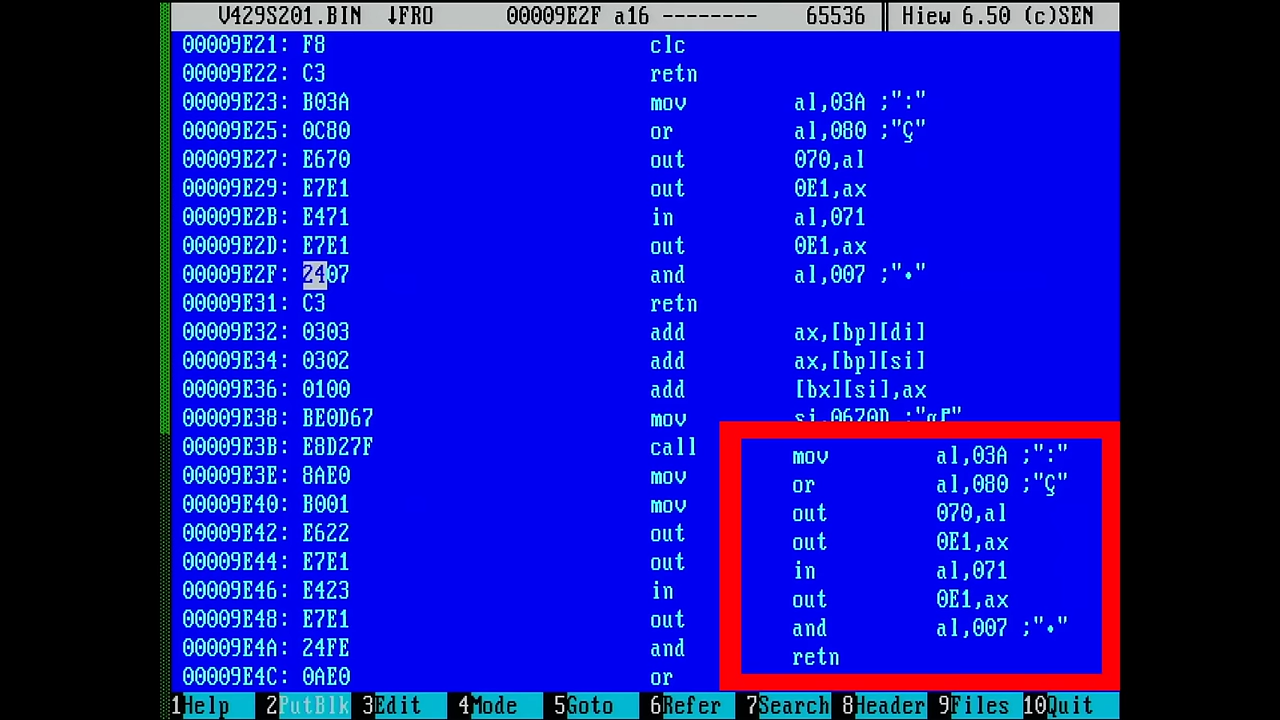 V429S201.BIN ↓FRO 00009E2F a16 -------- 65536 ║ Hiew 6.50 (c)SEN
00009E21: F8 clc
00009E22: C3 retn
00009E23: B03A mov al,03A ;":"
00009E25: 0C80 or al,080 ;"Ç"
00009E27: E670 out 070,al
00009E29: E7E1 out 0E1,ax
00009E2B: E471 in al,071
00009E2D: E7E1 out 0E1,ax
00009E2F: 2407 and al,007 ;"•"
00009E31: C3 retn
00009E32: 0303 add ax,[bp][di]
00009E34: 0302 add ax,[bp][si]
00009E36: 0100 add [bx][si],ax
00009E38: BE0D67 mov si,0670D
00009E3B: E8D27F call
00009E3E: 8AE0 mov
00009E40: B001 mov
00009E42: E622 out
00009E44: E7E1 out
00009E46: E423 in
00009E48: E7E1 out
00009E4A: 24FE and
00009E4C: 0AE0 or
mov al,03A ;":"
or al,080 ;"Ç"
out 070,al
out 0E1,ax
in al,071
out 0E1,ax
and al,007 ;"•"
retn
1Help 2PutBlk 3Edit 4Mode 5Goto 6Refer 7Search 8Header 9Files 10Quit